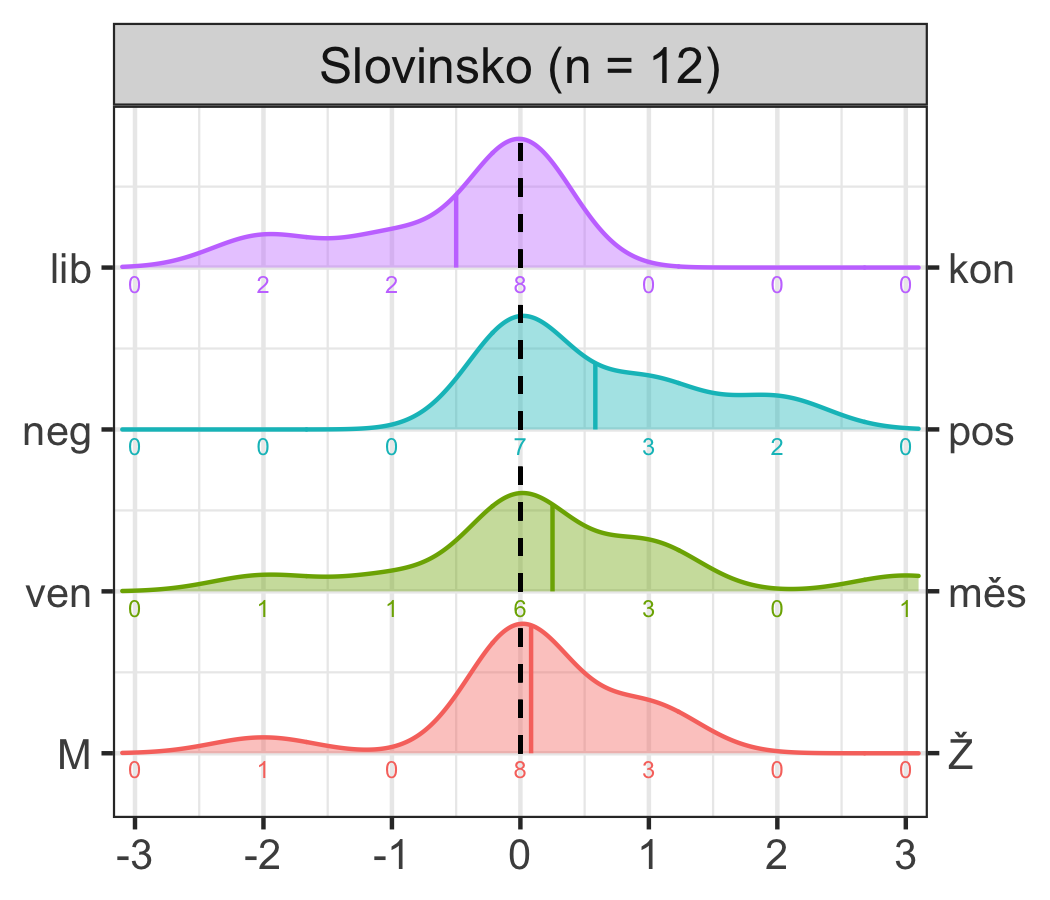 Slovinsko (n = 12)
lib kon
0 2 2 8 0 0 0
neg pos
0 0 0 7 3 2 0
ven měs
0 1 1 6 3 0 1
M Ž
0 1 0 8 3 0 0
-3 -2 -1 0 1 2 3